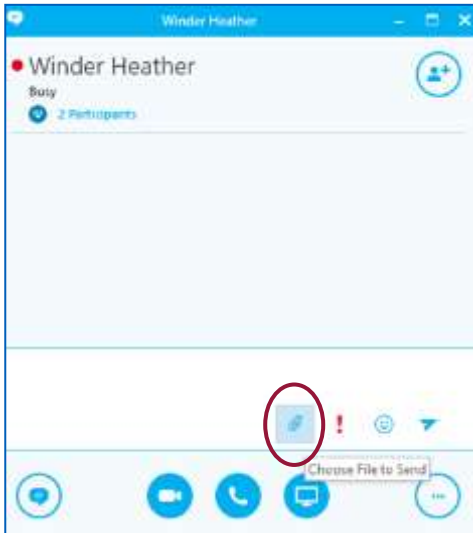 Winder Heather
Winder Heather
Busy
2 Participants
Choose File to Send